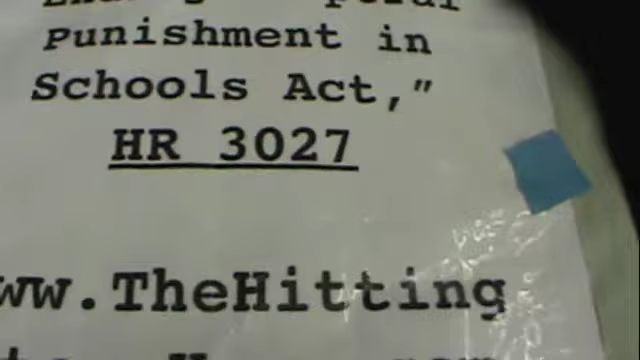 Punishment in
Schools Act,"
HR 3027
ww.TheHitting